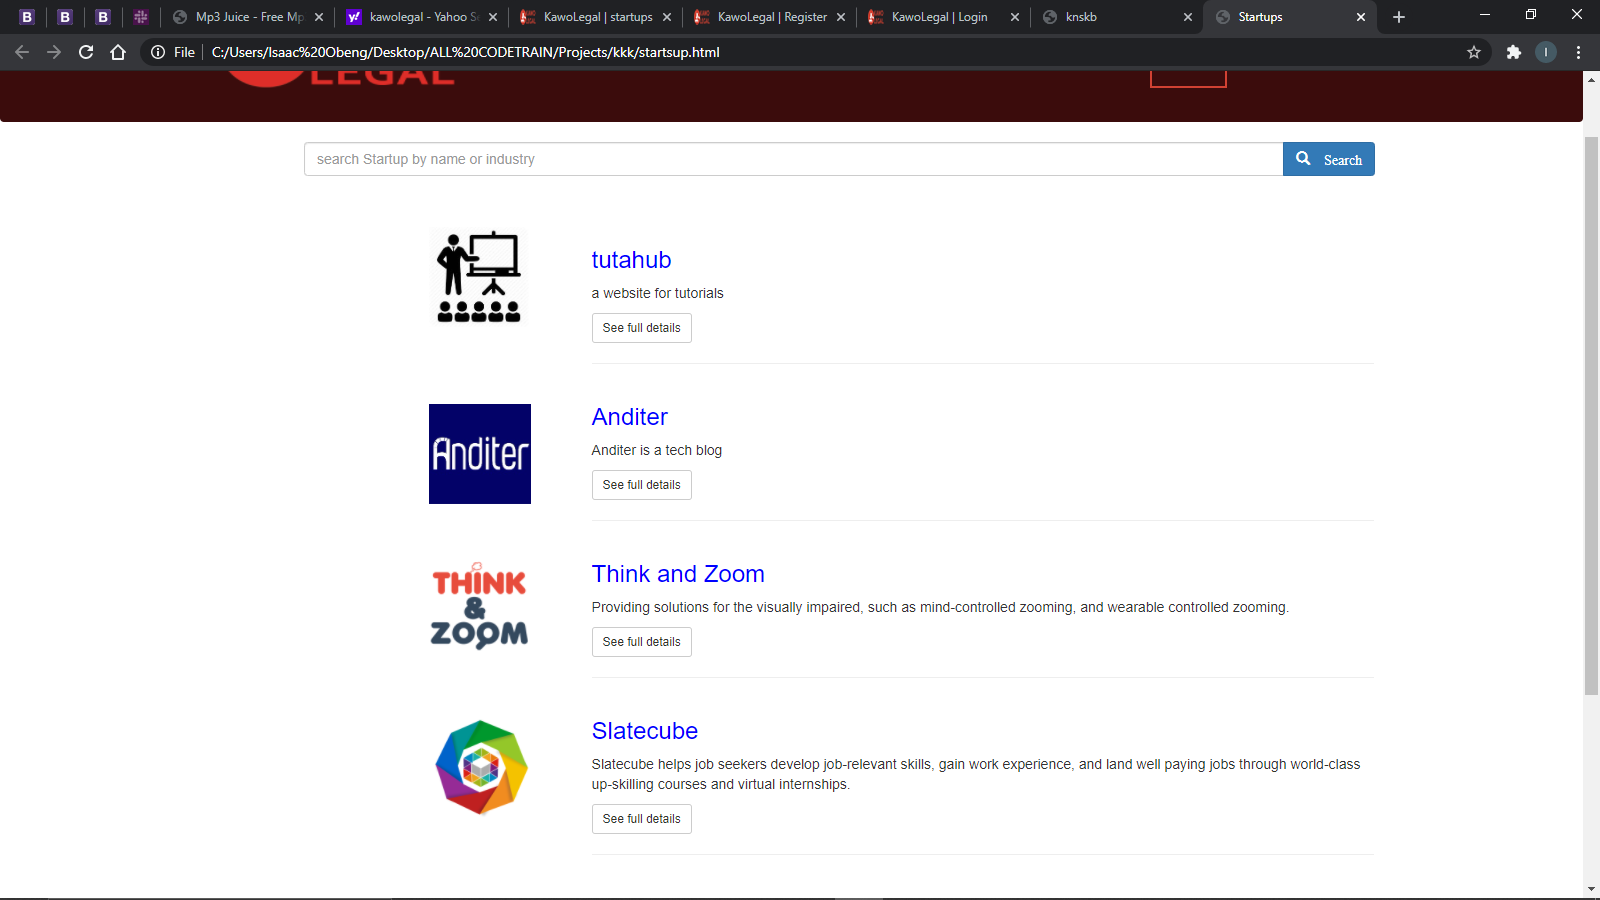 B B B Mp3 Juice - Free Mp kawolegal - Yahoo Se KawoLegal | startups KawoLegal | Register KawoLegal | Login knskb Startups
File C:/Users/Isaac%20Obeng/Desktop/ALL%20CODETRAIN/Projects/kkk/startsup.html I
LEGAL
search Startup by name or industry Search
tutahub
a website for tutorials
See full details
Anditer
Anditer
Anditer is a tech blog
See full details
THINK
&
ZOOM
Think and Zoom
Providing solutions for the visually impaired, such as mind-controlled zooming, and wearable controlled zooming.
See full details
Slatecube
Slatecube helps job seekers develop job-relevant skills, gain work experience, and land well paying jobs through world-class
up-skilling courses and virtual internships.
See full details